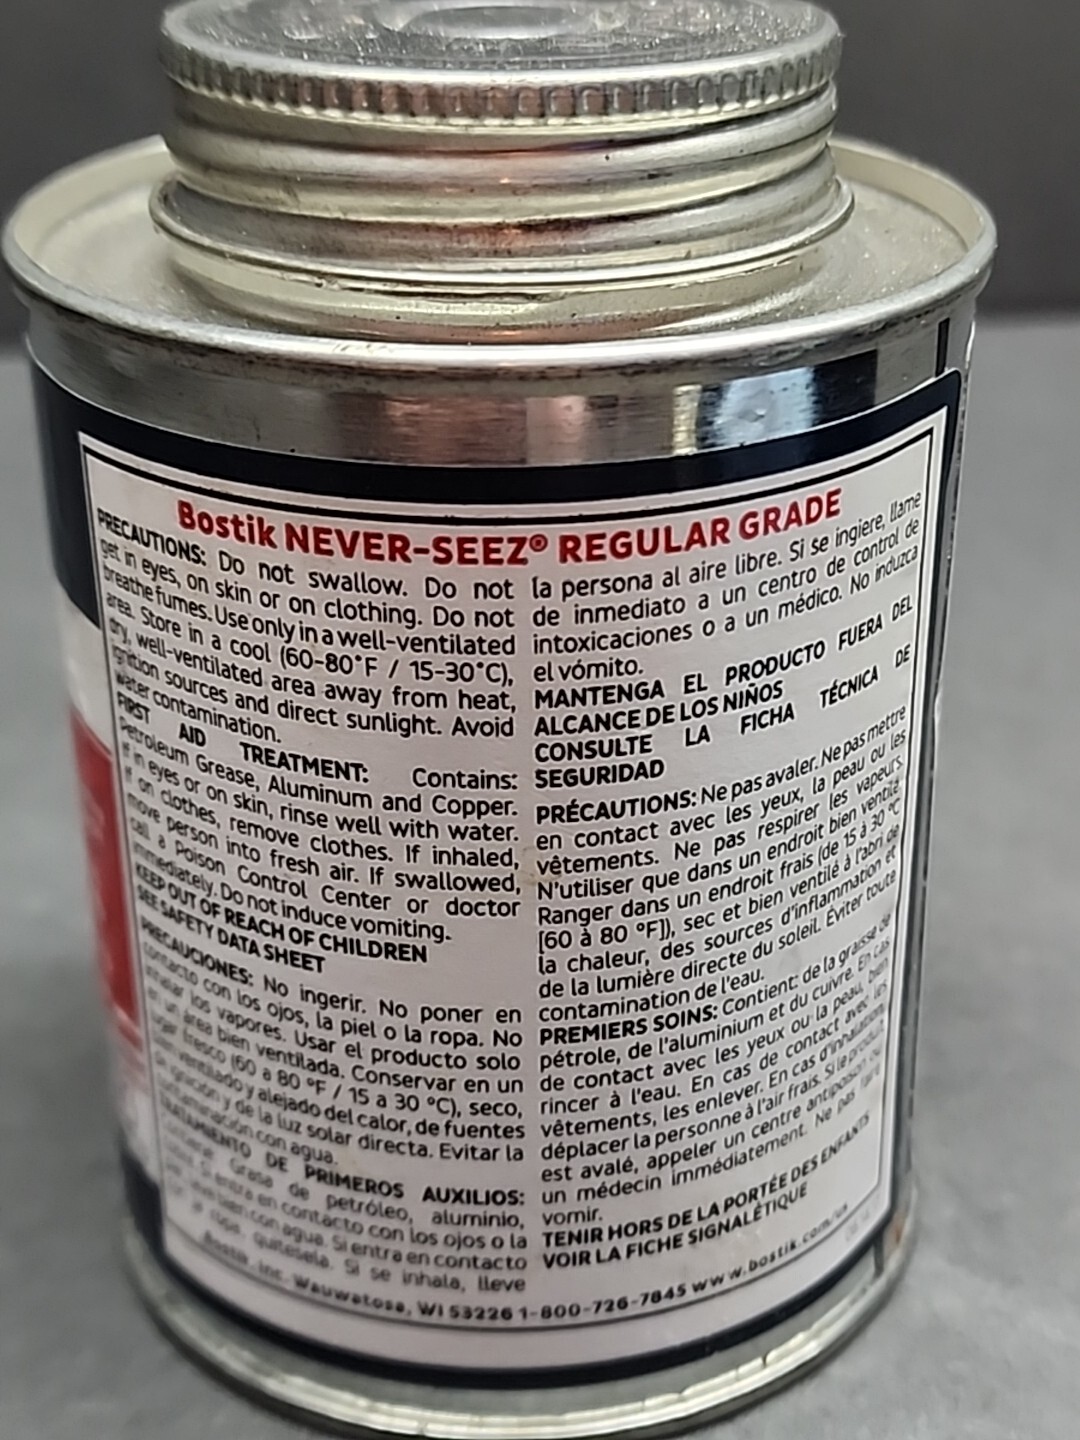 Bostik NEVER-SEEZ® REGULAR GRADE
PRECAUTIONS: Do not swallow. Do not
get in eyes, on skin or on clothing. Do not
breathe fumes. Use only in a well-ventilated
area. Store in a cool (60-80°F / 15-30°C),
dry, well-ventilated area away from heat,
ignition sources and direct sunlight. Avoid
water contamination.
FIRST AID TREATMENT: Contains:
Petroleum Grease, Aluminum and Copper.
If in eyes or on skin, rinse well with water.
If on clothes, remove clothes. If inhaled,
move person into fresh air. If swallowed,
call a Poison Control Center or doctor
immediately. Do not induce vomiting.
KEEP OUT OF REACH OF CHILDREN
SEE SAFETY DATA SHEET
PRECAUCIONES: No ingerir. No poner en
contacto con los ojos, la piel o la ropa. No
inhalar los vapores. Usar el producto solo
en un área bien ventilada. Conservar en un
lugar fresco (60 a 80 °F / 15 a 30 °C), seco,
bien ventilado y alejado del calor, de fuentes
de ignición y de la luz solar directa. Evitar la
contaminación con agua.
TRATAMIENTO DE PRIMEROS AUXILIOS:
Contiene: Grasa de petróleo, aluminio,
cobre. Si entra en contacto con los ojos o la
piel, lave bien con agua. Si entra en contacto
la ropa, quítesela. Si se inhala, lleve
la persona al aire libre. Si se ingiere, llame
de inmediato a un centro de control de
intoxicaciones o a un médico. No induzca
el vómito.
MANTENGA EL PRODUCTO FUERA DEL
ALCANCE DE LOS NIÑOS
CONSULTE LA FICHA TÉCNICA DE
SEGURIDAD
PRÉCAUTIONS: Ne pas avaler. Ne pas mettre
en contact avec les yeux, la peau ou les
vêtements. Ne pas respirer les vapeurs.
N'utiliser que dans un endroit bien ventilé.
Ranger dans un endroit frais (de 15 à 30 °C
[60 à 80 °F]), sec et bien ventilé à l'abri de
la chaleur, des sources d'inflammation et
de la lumière directe du soleil. Éviter toute
contamination de l'eau.
PREMIERS SOINS: Contient: de la graisse de
pétrole, de l'aluminium et du cuivre. En cas
de contact avec les yeux ou la peau, bien
rincer à l'eau. En cas de contact avec les
vêtements, les enlever. En cas d'inhalation,
déplacer la personne à l'air frais. Si le produit
est avalé, appeler un centre antipoison ou
un médecin immédiatement. Ne pas faire
vomir.
TENIR HORS DE LA PORTÉE DES ENFANTS
VOIR LA FICHE SIGNALÉTIQUE
Bostik, Inc. Wauwatosa, WI 53226 1-800-726-7845 www.bostik.com/us